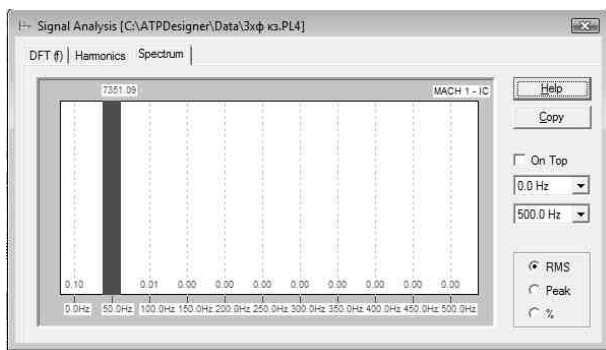 Signal Analysis [C:\ATPDesigner\Data\3хф кз.PL4]
DFT (f) Harmonics Spectrum
7351.09 MACH 1 - IC
0.10 0.01 0.00 0.00 0.00 0.00 0.00 0.00 0.00 0.00
0.0Hz 50.0Hz 100.0Hz 150.0Hz 200.0Hz 250.0Hz 300.0Hz 350.0Hz 400.0Hz 450.0Hz 500.0Hz
Help
Copy
On Top
0.0 Hz
500.0 Hz
RMS
Peak
%